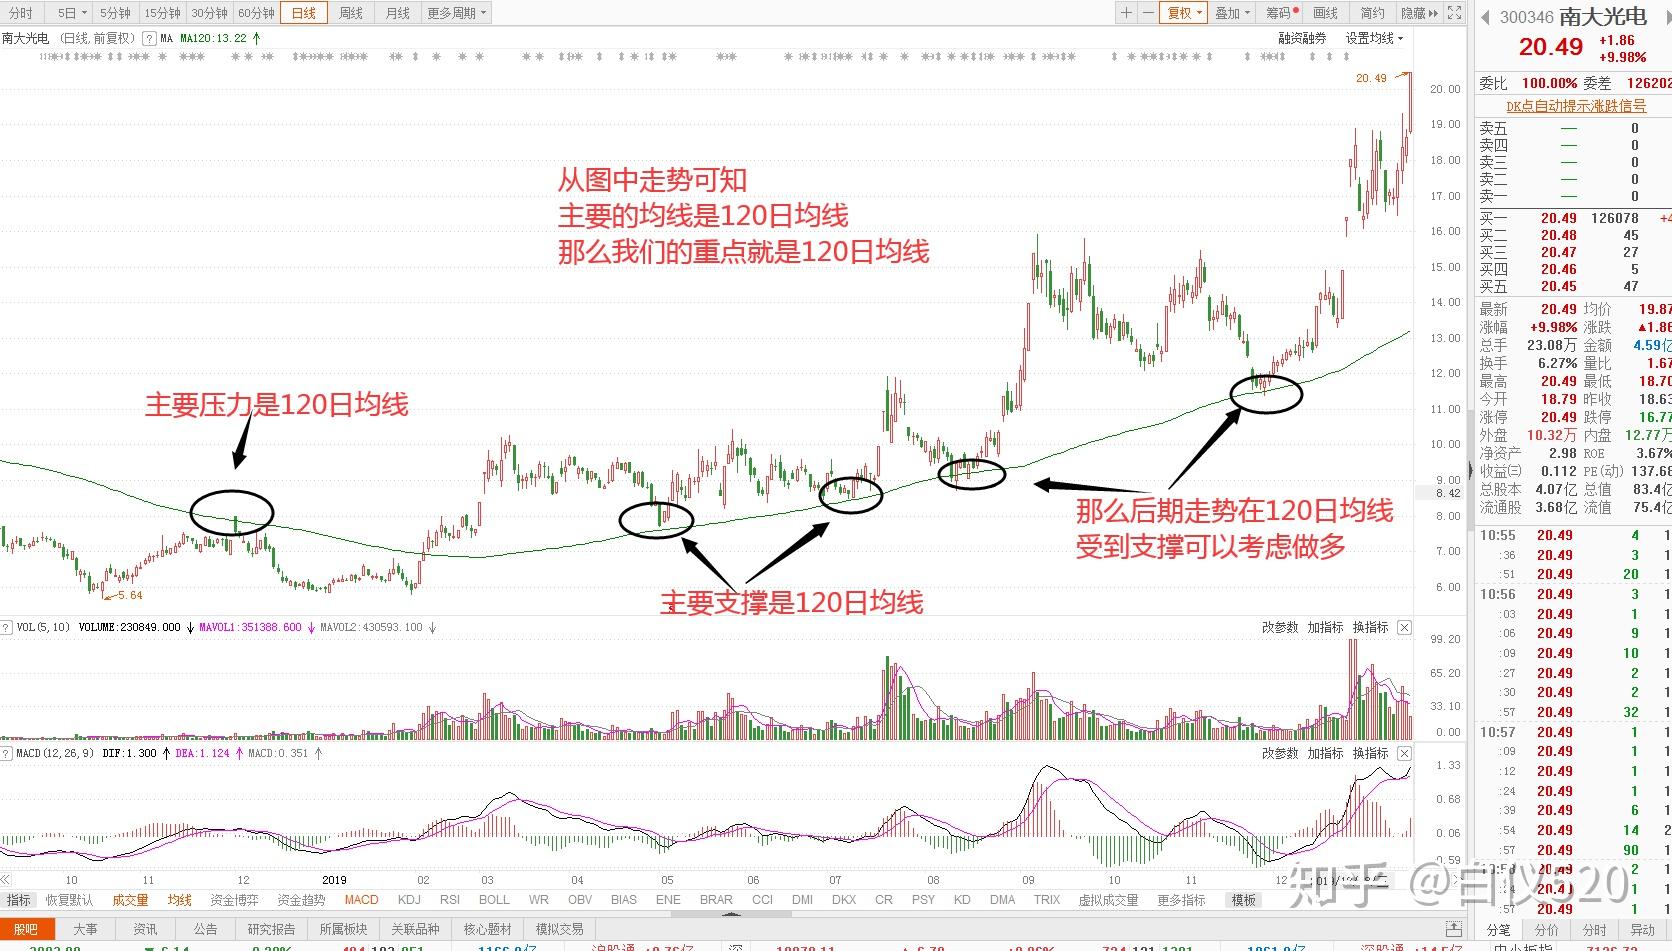 分时 5日 5分钟 15分钟 30分钟 60分钟 日线 周线 月线 更多周期
＋ － 复权 叠加 筹码 画线 简约 隐藏
300346 南大光电
南大光电 (日线, 前复权) ? MA MA120:13.22 ↑
融资融券 设置均线
20.49 +1.86
+9.98%
委比 100.00% 委差 126202
DK点自动提示涨跌信号
卖五 — 0
卖四 — 0
卖三 — 0
卖二 — 0
卖一 — 0
买一 20.49 126078
买二 20.48 45
买三 20.47 27
买四 20.46 5
买五 20.45 47
最新 20.49 均价 19.87
涨幅 +9.98% 涨跌 ▲1.86
总手 23.08万 金额 4.59亿
换手 6.27% 量比 1.67
最高 20.49 最低 18.70
今开 18.79 昨收 18.63
涨停 20.49 跌停 16.77
外盘 10.32万 内盘 12.77万
净资产 2.98 ROE 3.67%
收益㈢ 0.112 PE(动) 137.68
总股本 4.07亿 总值 83.4亿
流通股 3.68亿 流值 75.4亿
10:55 20.49 4
:36 20.49 3
:51 20.49 20
10:56 20.49 3
:03 20.49 1
:06 20.49 9
:09 20.49 10
:27 20.49 2
:30 20.49 2
:57 20.49 32
10:57 20.49 1
:09 20.49 1
:12 20.49 1
:24 20.49 1
:39 20.49 6
:54 20.49 14
:57 20.49 90
20.49 2
20.49 1
:57 20.49 1
20.49
20.00
19.00
18.00
17.00
16.00
15.00
14.00
13.00
12.00
11.00
10.00
9.00
8.42
8.00
7.00
6.00
从图中走势可知
主要的均线是120日均线
那么我们的重点就是120日均线
主要压力是120日均线
那么后期走势在120日均线
受到支撑可以考虑做多
主要支撑是120日均线
5.64
? VOL(5,10) VOLUME:230849.000 ↓ MAVOL1:351388.600 ↓ MAVOL2:430593.100 ↓
改参数 加指标 换指标
99.20
65.20
33.10
0.00
? MACD(12,26,9) DIF:1.300 ↑ DEA:1.124 ↑ MACD:0.351 ↑
改参数 加指标 换指标
1.33
0.68
0.06
10 11 12 2019 02 03 04 05 06 07 08 09 10 11
知乎 @自仪520
指标 恢复默认 成交量 均线 资金博弈 资金趋势 MACD KDJ RSI BOLL WR OBV BIAS ENE BRAR CCI DMI DKX CR PSY KD DMA TRIX 虚拟成交量 更多指标 模板
股吧 大事 资讯 公告 研究报告 所属板块 关联品种 核心题材 模拟交易
分笔 分价 分时 异动